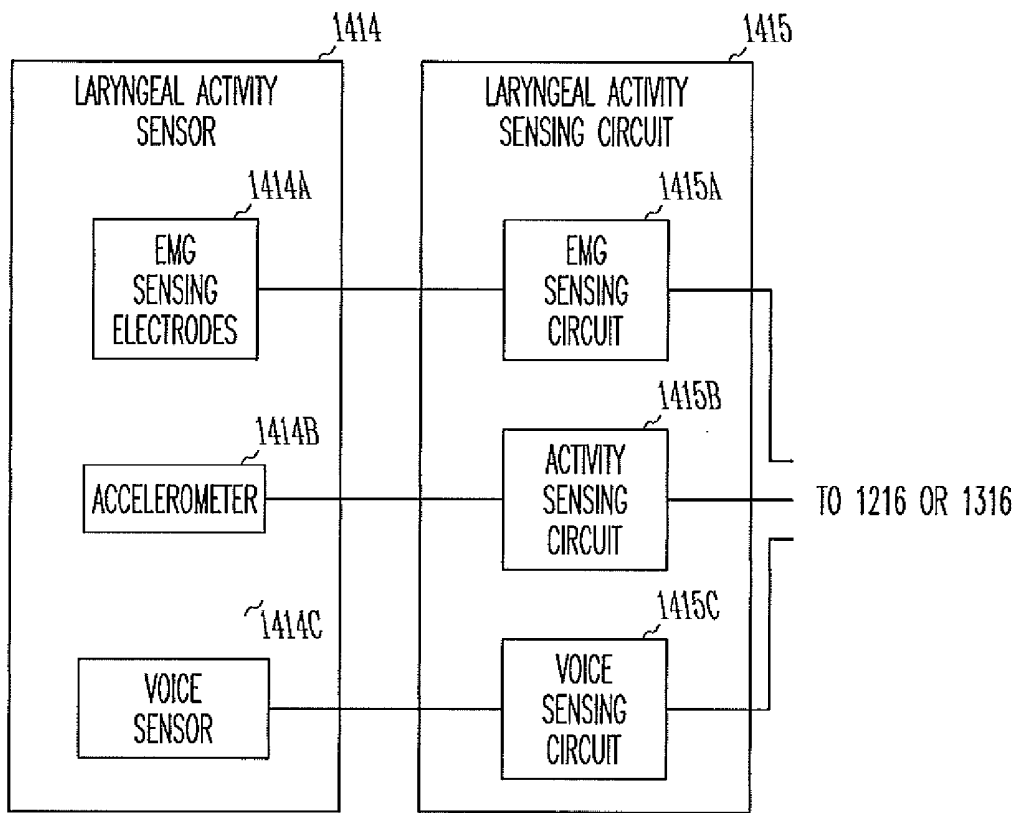 1414
LARYNGEAL ACTIVITY
SENSOR
1414A
EMG
SENSING
ELECTRODES
1414B
ACCELEROMETER
1414C
VOICE
SENSOR
1415
LARYNGEAL ACTIVITY
SENSING CIRCUIT
1415A
EMG
SENSING
CIRCUIT
1415B
ACTIVITY
SENSING
CIRCUIT
1415C
VOICE
SENSING
CIRCUIT
TO 1216 OR 1316